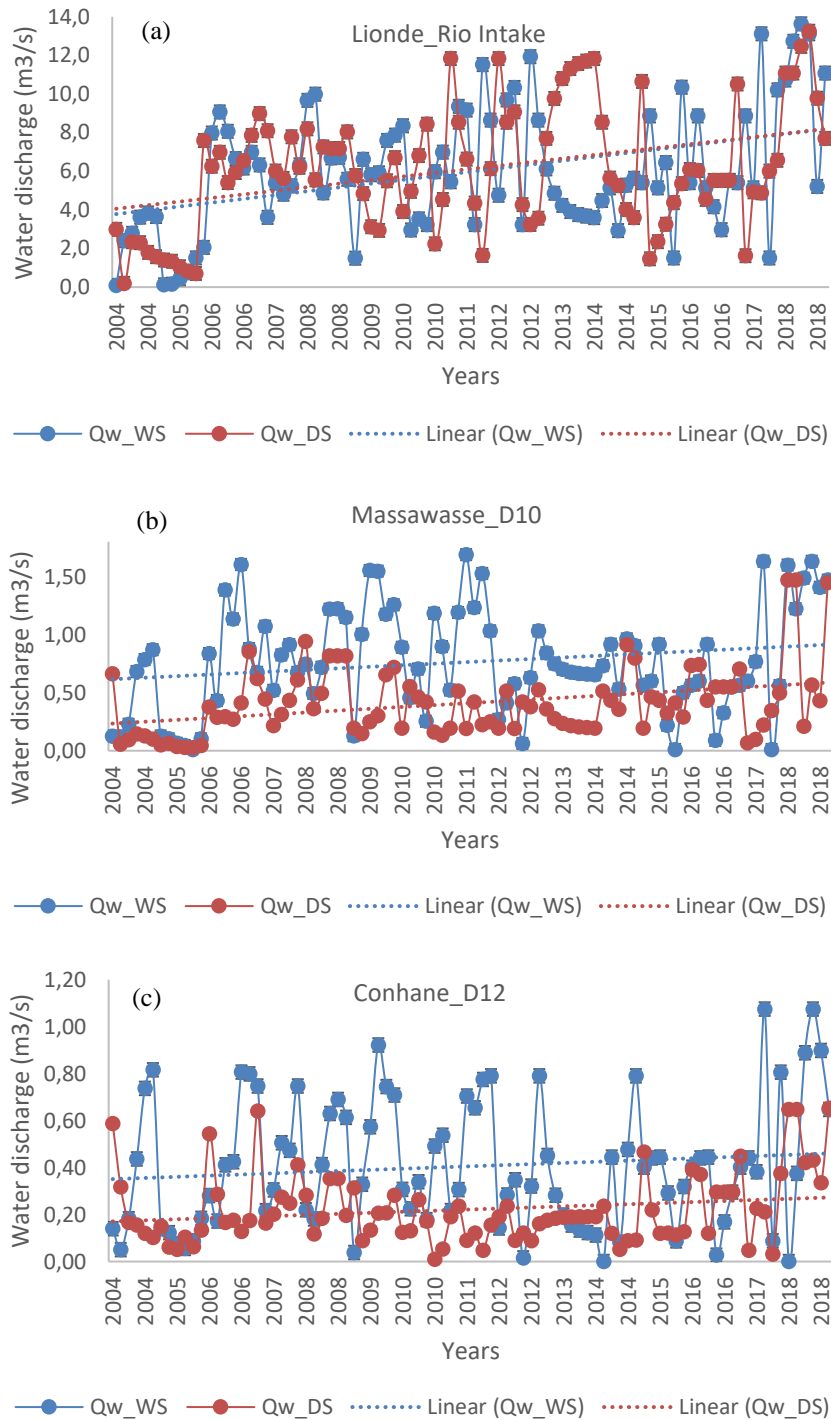 (a)
Lionde_Rio Intake
Water discharge (m3/s)
14,0
12,0
10,0
8,0
6,0
4,0
2,0
0,0
2004 2004 2005 2006 2006 2007 2008 2008 2009 2010 2010 2011 2012 2012 2013 2014 2014 2015 2016 2016 2017 2018 2018
Years
Qw_WS Qw_DS Linear (Qw_WS) Linear (Qw_DS)
(b)
Massawasse_D10
Water discharge (m3/s)
1,50
1,00
0,50
0,00
2004 2004 2005 2006 2006 2007 2008 2008 2009 2010 2010 2011 2012 2012 2013 2014 2014 2015 2016 2016 2017 2018 2018
Years
Qw_WS Qw_DS Linear (Qw_WS) Linear (Qw_DS)
(c)
Conhane_D12
Water discharge (m3/s)
1,20
1,00
0,80
0,60
0,40
0,20
0,00
2004 2004 2005 2006 2006 2007 2008 2008 2009 2010 2010 2011 2012 2012 2013 2014 2014 2015 2016 2016 2017 2018 2018
Years
Qw_WS Qw_DS Linear (Qw_WS) Linear (Qw_DS)